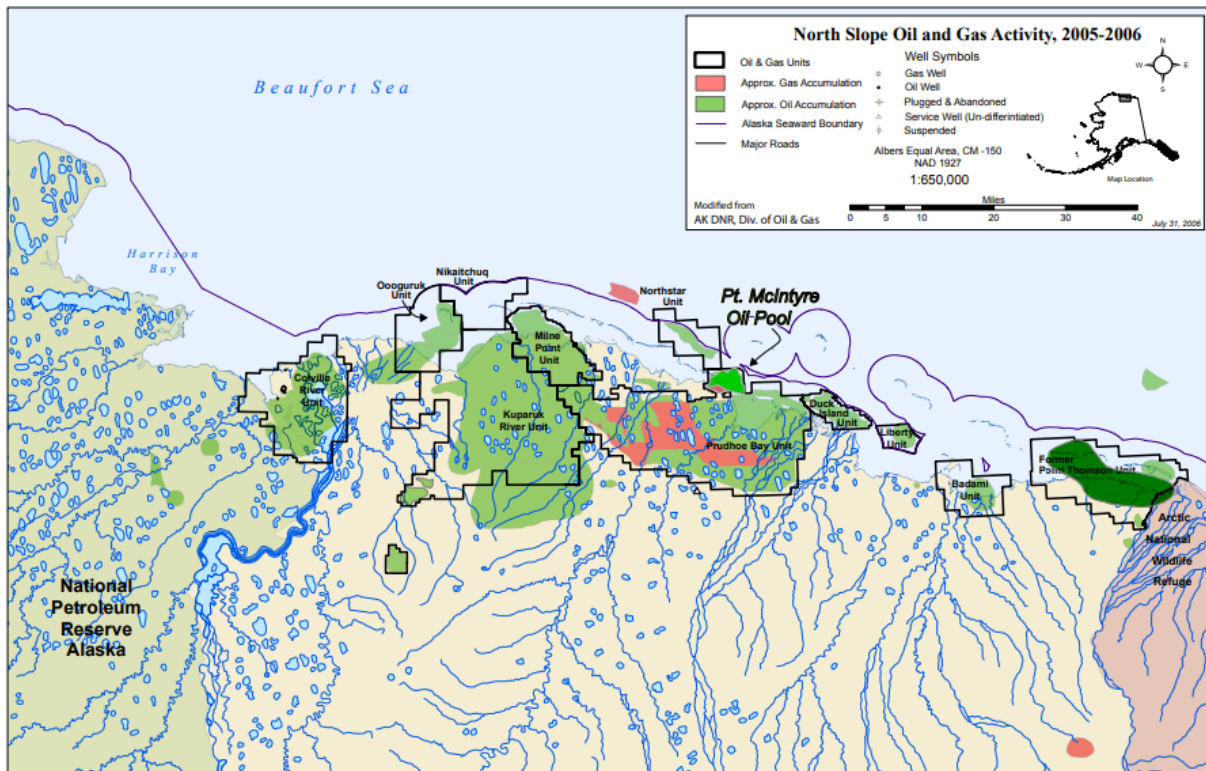 North Slope Oil and Gas Activity, 2005-2006
Oil & Gas Units
Approx. Gas Accumulation
Approx. Oil Accumulation
Alaska Seaward Boundary
Major Roads
Well Symbols
Gas Well
Oil Well
Plugged & Abandoned
Service Well (Un-differintiated)
Suspended
Albers Equal Area, CM -150
NAD 1927
1:650,000
N
W
E
S
Map Location
Modified from
AK DNR, Div. of Oil & Gas
Miles
0 5 10 20 30 40
July 31, 2006
Beaufort Sea
Harrison
Bay
Nikaitchuq
Unit
Oooguruk
Unit
Northstar
Unit
Pt. McIntyre
Oil Pool
Milne
Point
Unit
Colville
River
Unit
Kuparuk
River Unit
Prudhoe Bay Unit
Duck
Island
Unit
Liberty
Unit
Badami
Unit
Former
Point Thomson Unit
Arctic
National
Wildlife
Refuge
National
Petroleum
Reserve
Alaska